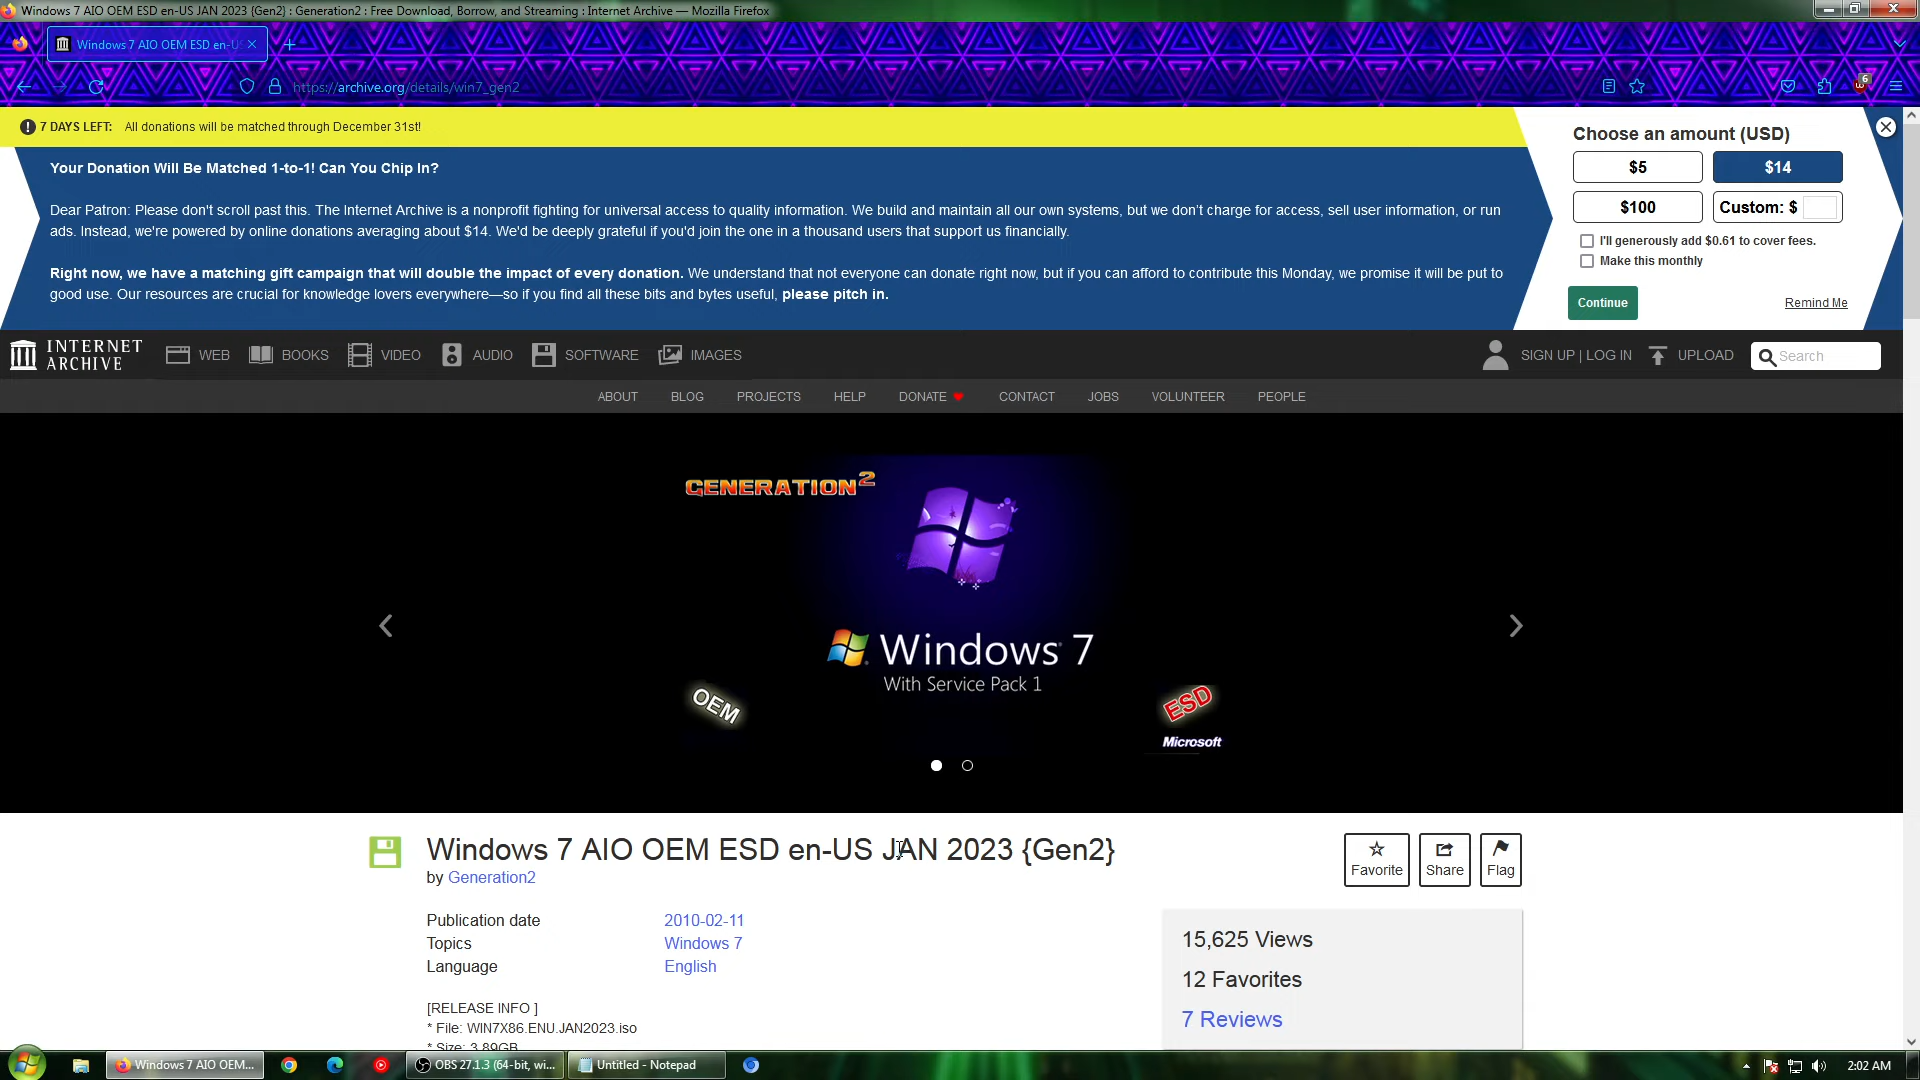 Windows 7 AIO OEM ESD en-US JAN 2023 {Gen2} : Generation2 : Free Download, Borrow, and Streaming : Internet Archive — Mozilla Firefox
Windows 7 AIO OEM ESD en-US
https://archive.org/details/win7_gen2
6
7 DAYS LEFT: All donations will be matched through December 31st!
Your Donation Will Be Matched 1-to-1! Can You Chip In?
Dear Patron: Please don't scroll past this. The Internet Archive is a nonprofit fighting for universal access to quality information. We build and maintain all our own systems, but we don't charge for access, sell user information, or run
ads. Instead, we're powered by online donations averaging about $14. We'd be deeply grateful if you'd join the one in a thousand users that support us financially.
Right now, we have a matching gift campaign that will double the impact of every donation. We understand that not everyone can donate right now, but if you can afford to contribute this Monday, we promise it will be put to
good use. Our resources are crucial for knowledge lovers everywhere—so if you find all these bits and bytes useful, please pitch in.
Choose an amount (USD)
$5 $14
$100 Custom: $
I'll generously add $0.61 to cover fees.
Make this monthly
Continue Remind Me
INTERNET
ARCHIVE
WEB BOOKS VIDEO AUDIO SOFTWARE IMAGES SIGN UP | LOG IN UPLOAD Search
ABOUT BLOG PROJECTS HELP DONATE CONTACT JOBS VOLUNTEER PEOPLE
GENERATION2
Windows 7
With Service Pack 1
OEM
ESD
Microsoft
Windows 7 AIO OEM ESD en-US JAN 2023 {Gen2}
by Generation2
Favorite Share Flag
Publication date 2010-02-11
Topics Windows 7
Language English
15,625 Views
12 Favorites
7 Reviews
[RELEASE INFO ]
* File: WIN7X86.ENU.JAN2023.iso
* Size: 3.89GB
Windows 7 AIO OEM... OBS 27.1.3 (64-bit, wi... Untitled - Notepad 2:02 AM